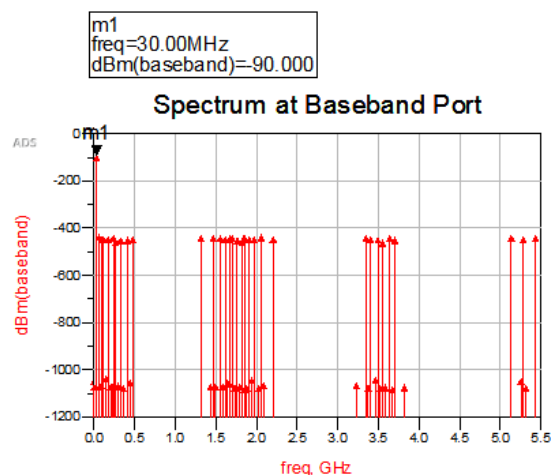 m1
freq=30.00MHz
dBm(baseband)=-90.000
Spectrum at Baseband Port
m1
ADS
0
-200
-400
-600
-800
-1000
-1200
dBm(baseband)
0.0 0.5 1.0 1.5 2.0 2.5 3.0 3.5 4.0 4.5 5.0 5.5
freq, GHz